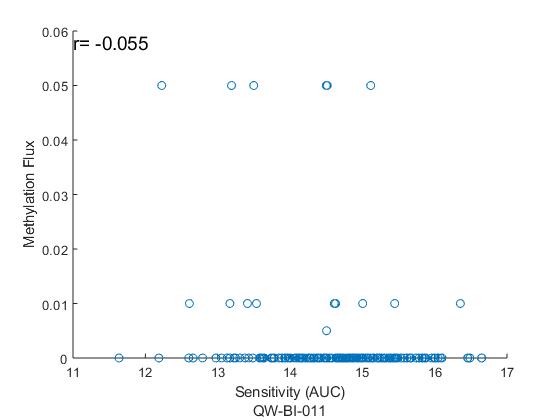 r= -0.055
0.06
0.05
0.04
0.03
0.02
0.01
0
Methylation Flux
11 12 13 14 15 16 17
Sensitivity (AUC)
QW-BI-011